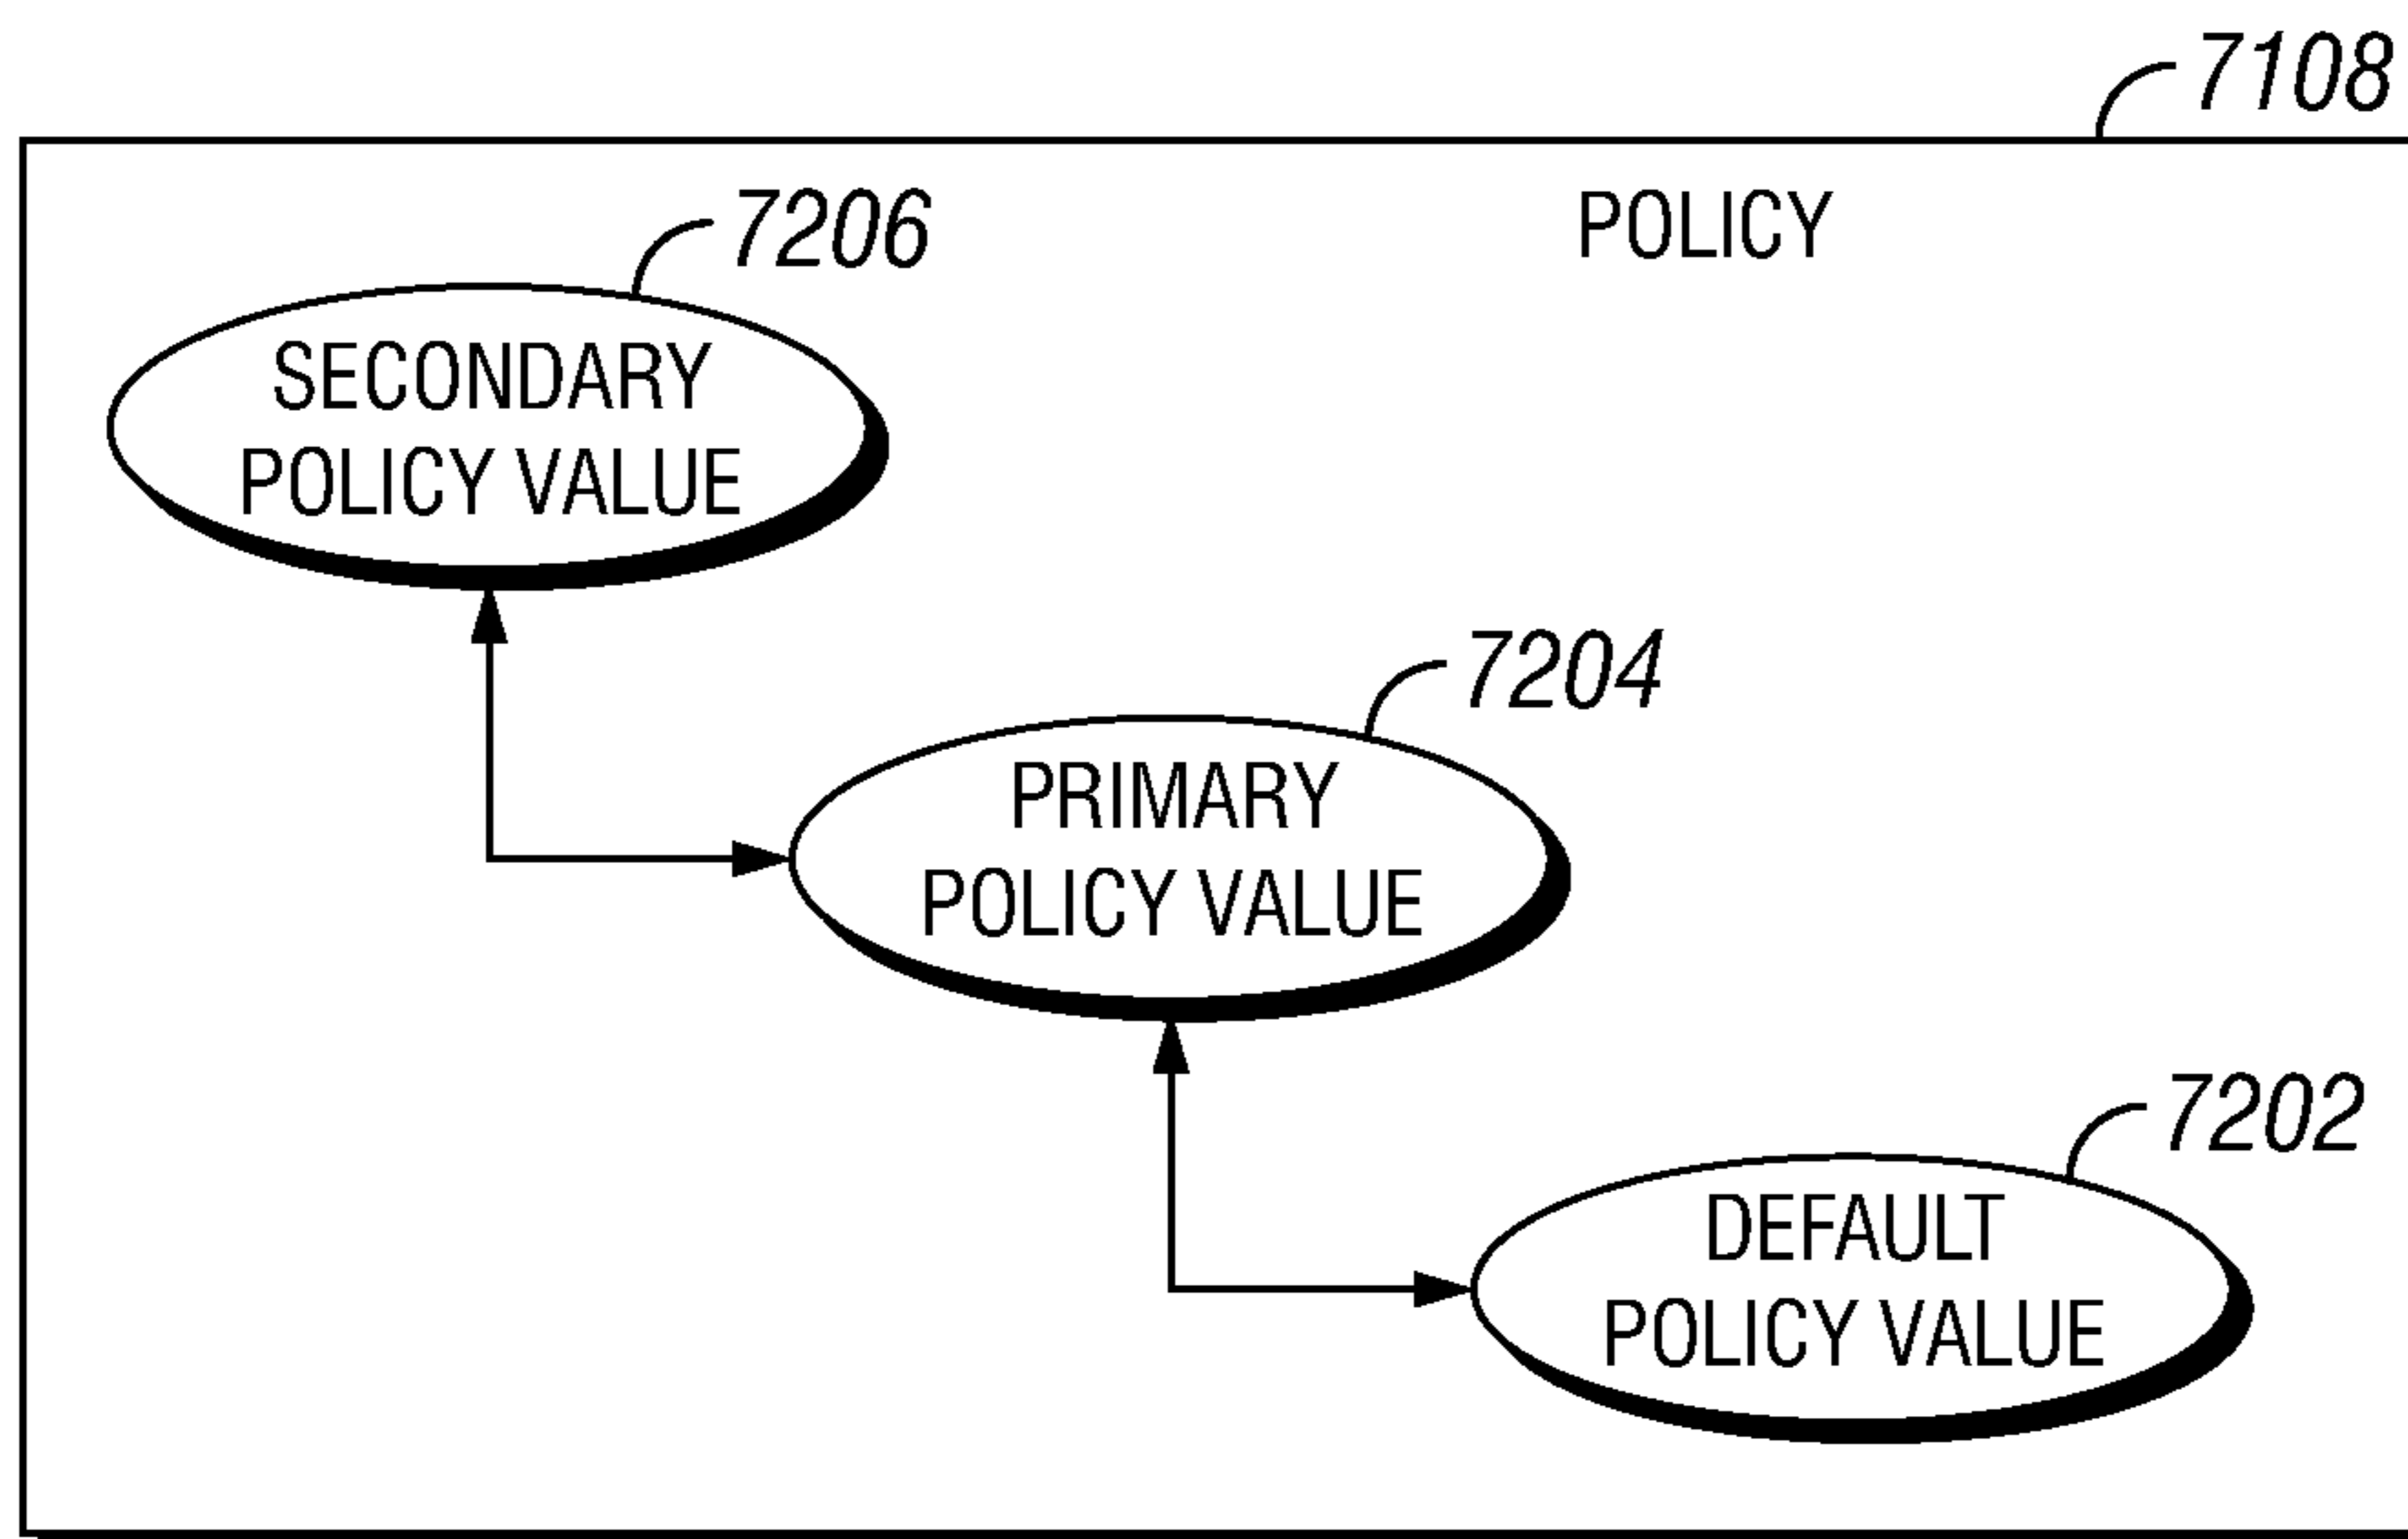 7108
POLICY
7206
SECONDARY
POLICY VALUE
7204
PRIMARY
POLICY VALUE
7202
DEFAULT
POLICY VALUE